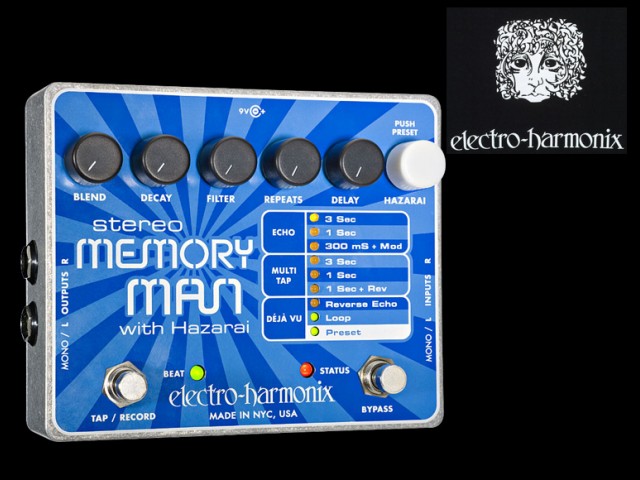 electro-harmonix
9V +
PUSH
PRESET
BLEND DECAY FILTER REPEATS DELAY HAZARAI
stereo
MEMORY
MAN
with Hazarai
ECHO
3 Sec
1 Sec
300 mS + Mod
MULTI
TAP
3 Sec
1 Sec
1 Sec + Rev
DÉJÀ VU
Reverse Echo
Loop
Preset
MONO / L OUTPUTS R
MONO / L INPUTS R
BEAT
STATUS
electro-harmonix
MADE IN NYC, USA
TAP / RECORD
BYPASS